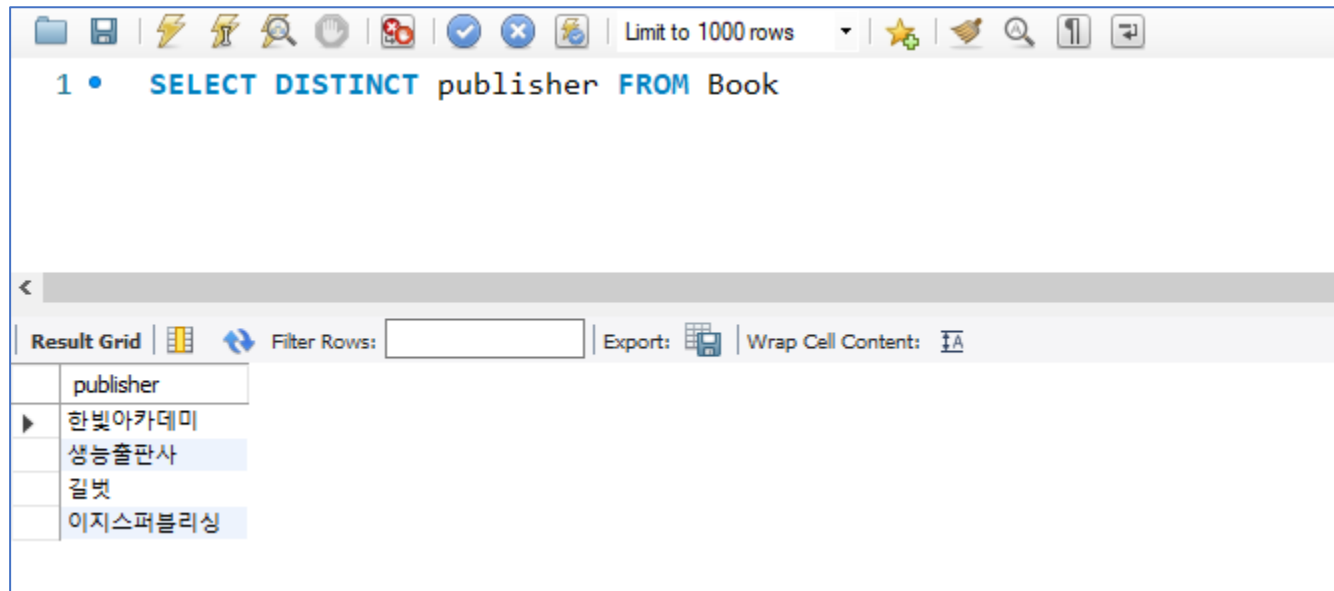 Limit to 1000 rows
1 SELECT DISTINCT publisher FROM Book
Result Grid Filter Rows: Export: Wrap Cell Content: IA
publisher
한빛아카데미
생능출판사
길벗
이지스퍼블리싱